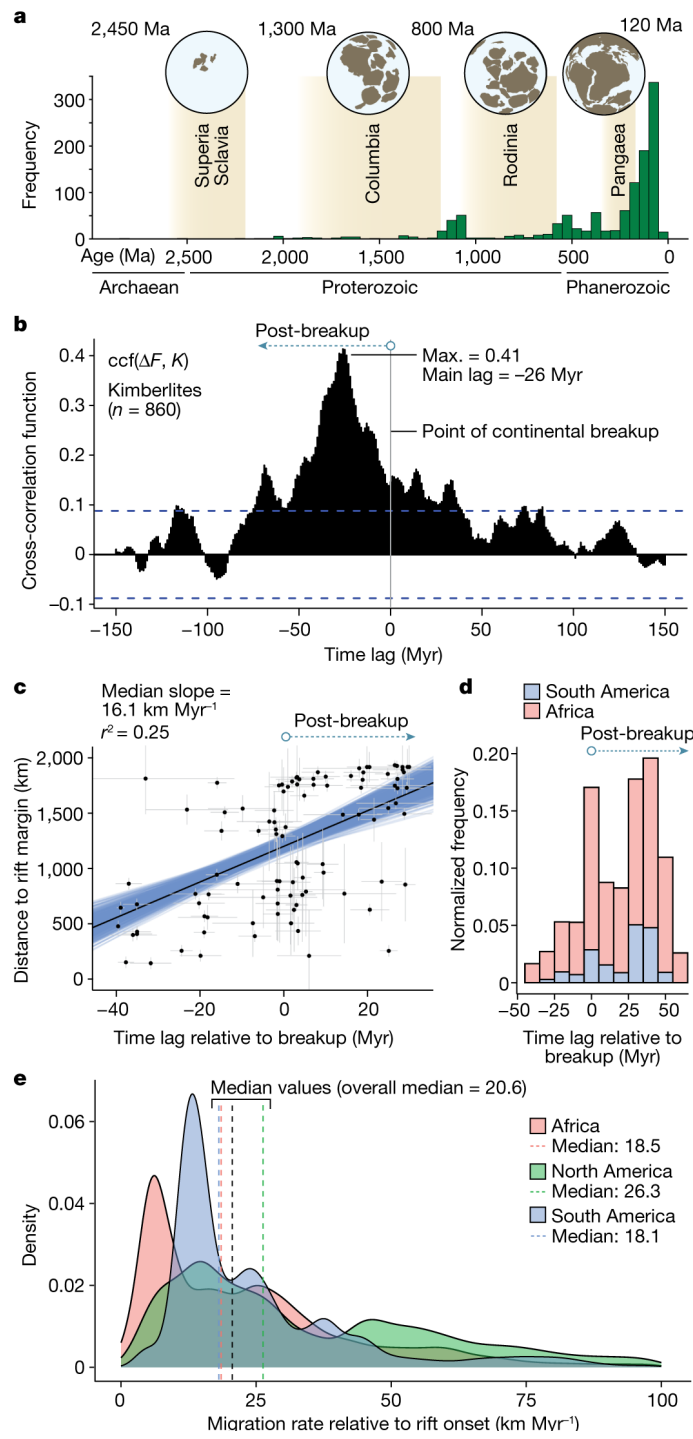 a
2,450 Ma
1,300 Ma
800 Ma
120 Ma
Frequency
300
200
100
0
Superia
Sclavia
Columbia
Rodinia
Pangaea
Age (Ma)
2,500
2,000
1,500
1,000
500
0
Archaean
Proterozoic
Phanerozoic
b
Post-breakup
ccf(ΔF, K)
Kimberlites
(n = 860)
Max. = 0.41
Main lag = –26 Myr
Point of continental breakup
Cross-correlation function
0.4
0.3
0.2
0.1
0
–0.1
–150
–100
–50
0
50
100
150
Time lag (Myr)
c
Median slope =
16.1 km Myr⁻¹
r² = 0.25
Post-breakup
Distance to rift margin (km)
2,000
1,500
1,000
500
0
–40
–20
0
20
Time lag relative to breakup (Myr)
d
South America
Africa
Post-breakup
Normalized frequency
0.20
0.15
0.10
0.05
0
–50
–25
0
25
50
Time lag relative to
breakup (Myr)
e
Median values (overall median = 20.6)
Africa
Median: 18.5
North America
Median: 26.3
South America
Median: 18.1
Density
0.06
0.04
0.02
0
0
25
50
75
100
Migration rate relative to rift onset (km Myr⁻¹)